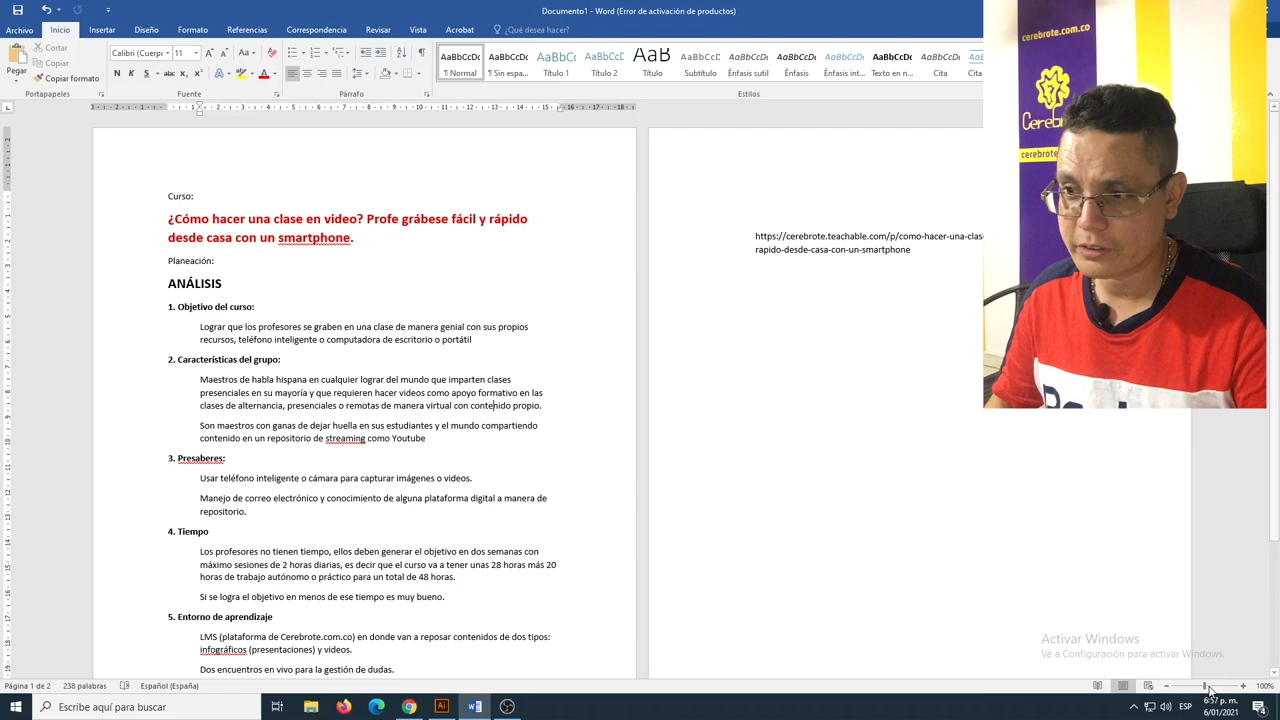 Documento1 - Word (Error de activación de productos)
Archivo Inicio Insertar Diseño Formato Referencias Correspondencia Revisar Vista Acrobat ¿Qué desea hacer?
Pegar
Cortar
Copiar
Copiar formato
Portapapeles
Calibri (Cuerp 11
Fuente
Párrafo
¶ Normal
¶ Sin espa...
Título 1
Título 2
Título
Subtítulo
Énfasis sutil
Énfasis
Énfasis int...
Texto en n...
Cita
Estilos
Curso:
¿Cómo hacer una clase en video? Profe grábese fácil y rápido
desde casa con un smartphone.
Planeación:
ANÁLISIS
1. Objetivo del curso:
Lograr que los profesores se graben en una clase de manera genial con sus propios
recursos, teléfono inteligente o computadora de escritorio o portátil
2. Características del grupo:
Maestros de habla hispana en cualquier lograr del mundo que imparten clases
presenciales en su mayoría y que requieren hacer videos como apoyo formativo en las
clases de alternancia, presenciales o remotas de manera virtual con contenido propio.
Son maestros con ganas de dejar huella en sus estudiantes y el mundo compartiendo
contenido en un repositorio de streaming como Youtube
3. Presaberes:
Usar teléfono inteligente o cámara para capturar imágenes o videos.
Manejo de correo electrónico y conocimiento de alguna plataforma digital a manera de
repositorio.
4. Tiempo
Los profesores no tienen tiempo, ellos deben generar el objetivo en dos semanas con
máximo sesiones de 2 horas diarias, es decir que el curso va a tener unas 28 horas más 20
horas de trabajo autónomo o práctico para un total de 48 horas.
Si se logra el objetivo en menos de ese tiempo es muy bueno.
5. Entorno de aprendizaje
LMS (plataforma de Cerebrote.com.co) en donde van a reposar contenidos de dos tipos:
infográficos (presentaciones) y videos.
Dos encuentros en vivo para la gestión de dudas.
https://cerebrote.teachable.com/p/como-hacer-una-clas
rapido-desde-casa-con-un-smartphone
cerebrote.com.co
Activar Windows
Ve a Configuración para activar Windows.
Página 1 de 2 238 palabras Español (España) 100%
Escribe aquí para buscar
ESP
6:57 p. m.
6/01/2021